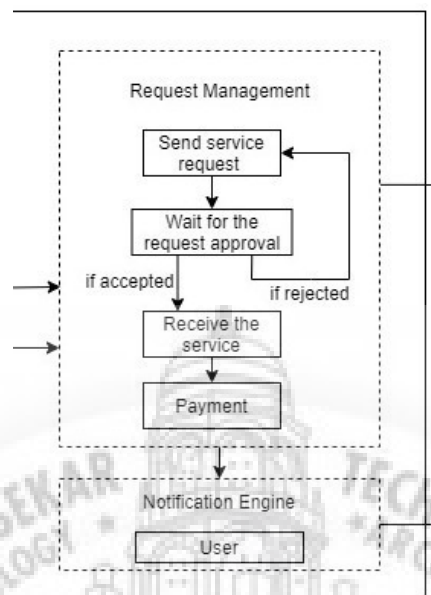 Request Management
Send service
request
Wait for the
request approval
if accepted
if rejected
Receive the
service
Payment
Notification Engine
User